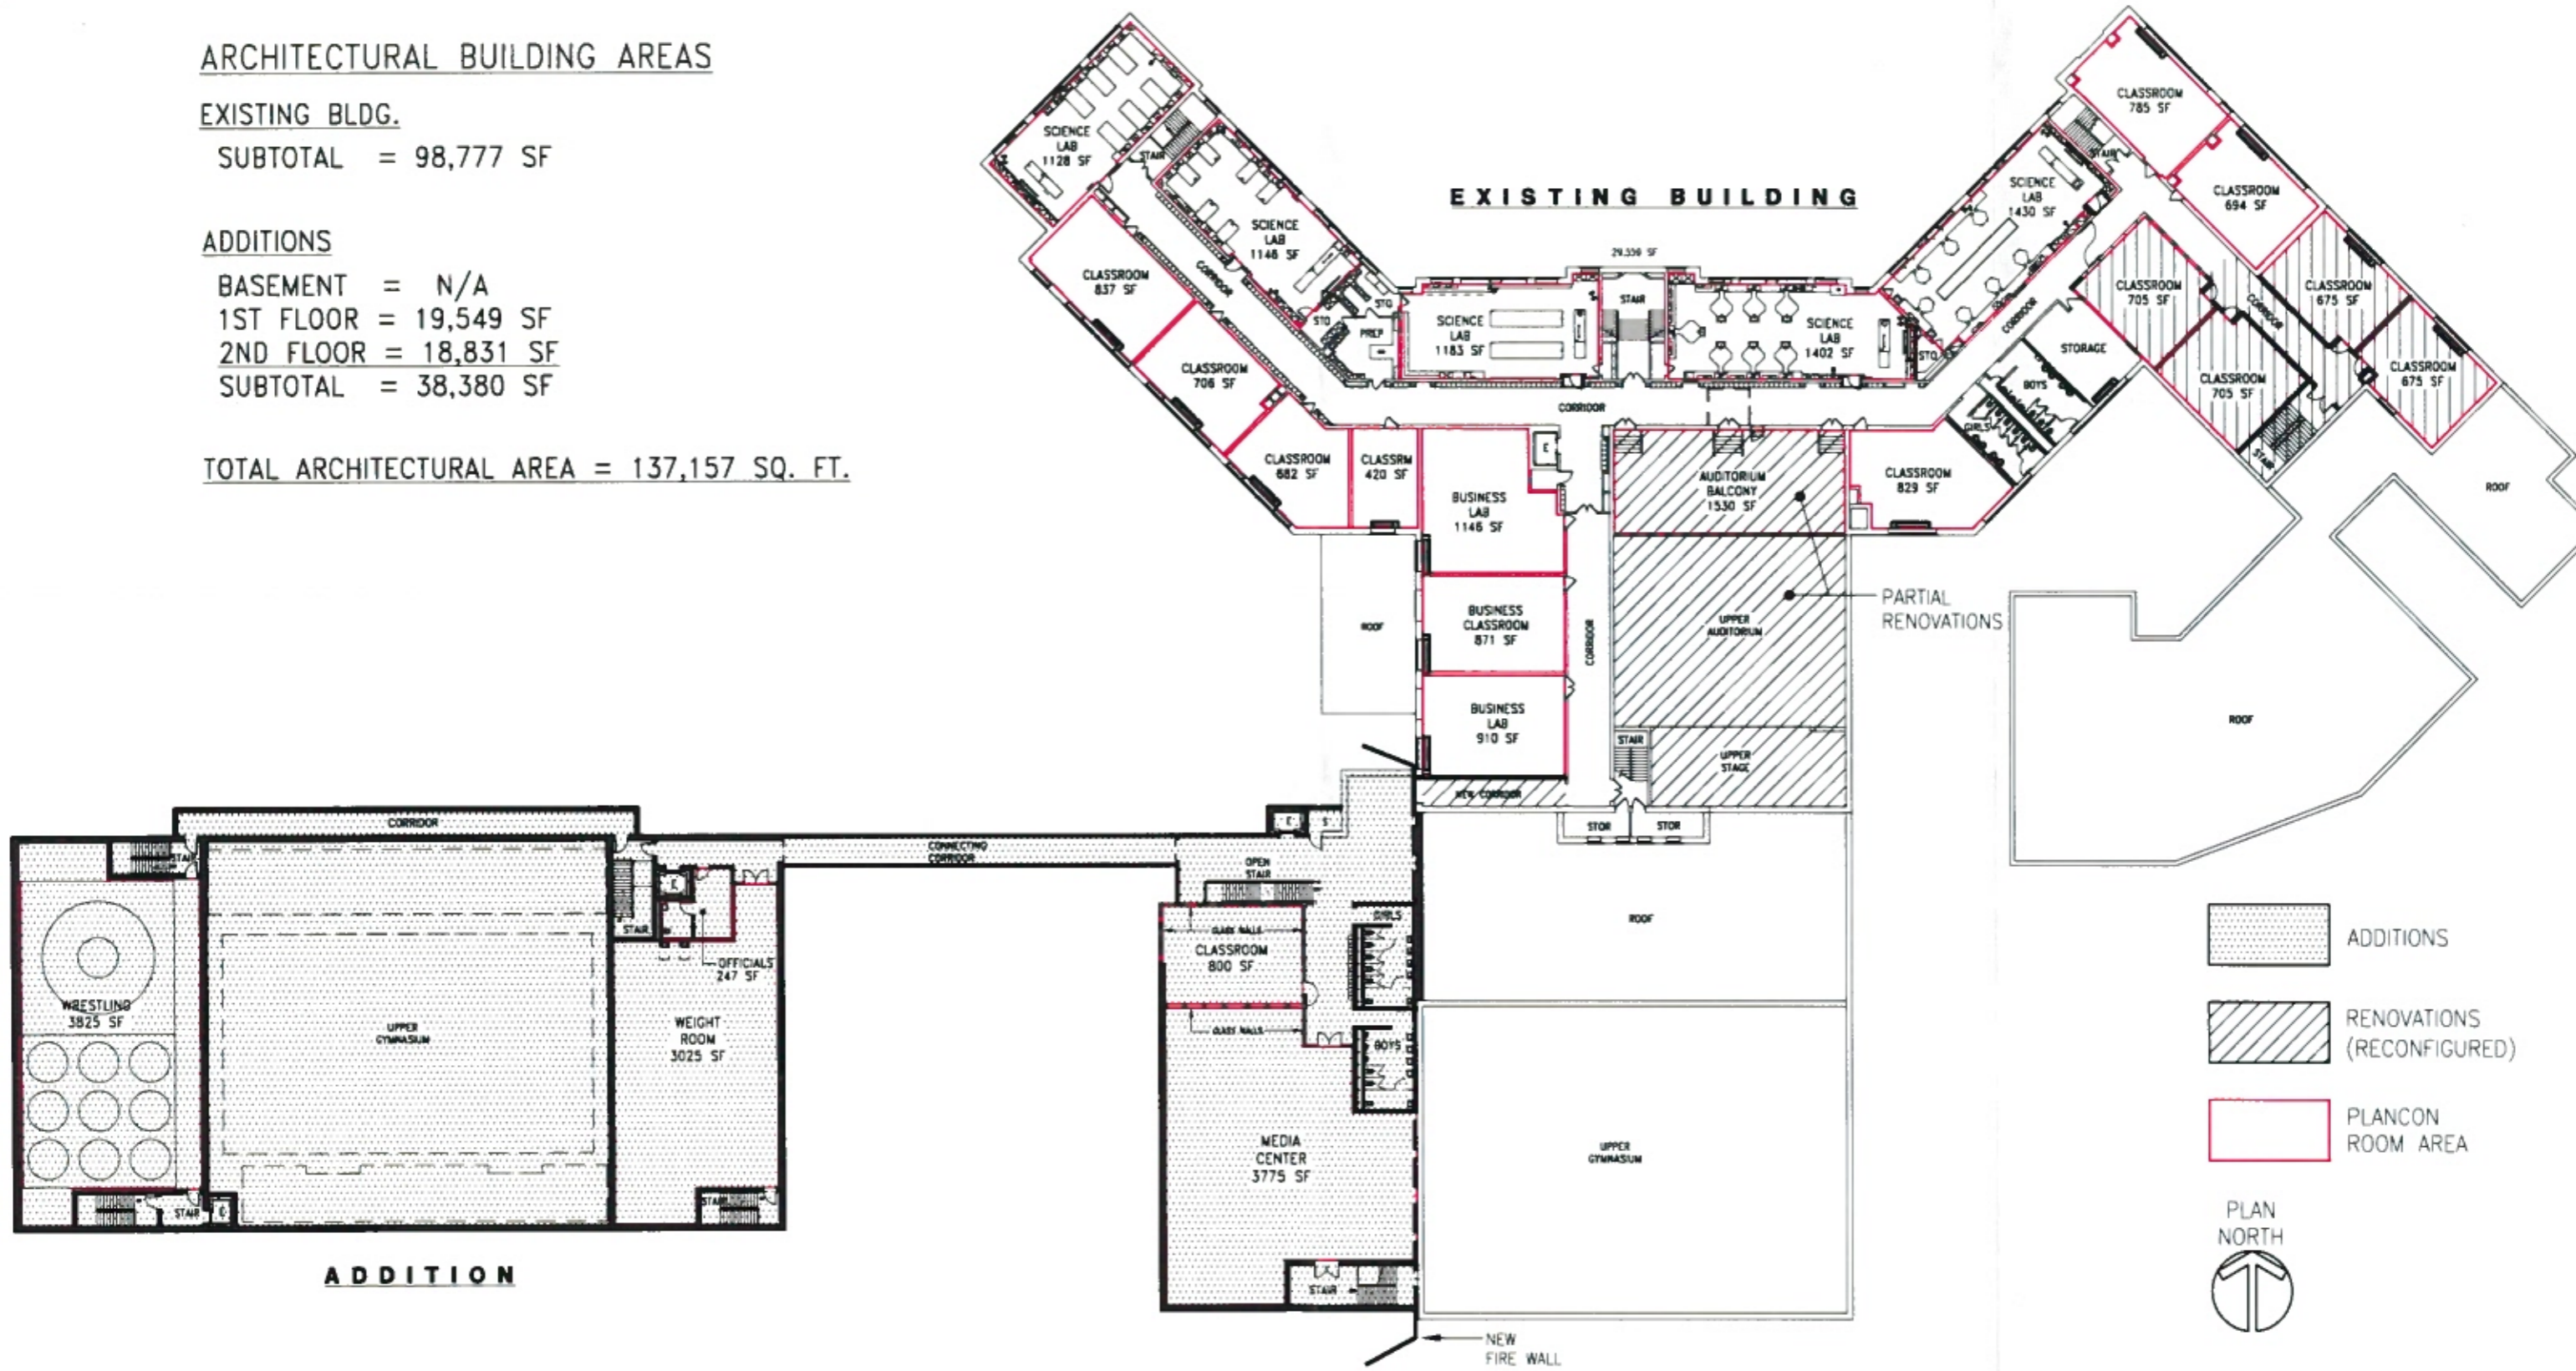 ARCHITECTURAL BUILDING AREAS
EXISTING BLDG.
SUBTOTAL = 98,777 SF
ADDITIONS
BASEMENT = N/A
1ST FLOOR = 19,549 SF
2ND FLOOR = 18,831 SF
SUBTOTAL = 38,380 SF
TOTAL ARCHITECTURAL AREA = 137,157 SQ. FT.
EXISTING BUILDING
SCIENCE
LAB
1128 SF
STAIR
SCIENCE
LAB
1146 SF
CORRIDOR
CLASSROOM
837 SF
CLASSROOM
706 SF
CLASSROOM
682 SF
CLASSRM
420 SF
STO
STO
PREP
SCIENCE
LAB
1183 SF
STAIR
SCIENCE
LAB
1402 SF
STO
SCIENCE
LAB
1430 SF
STAIR
CLASSROOM
785 SF
CLASSROOM
694 SF
CLASSROOM
705 SF
CORRIDOR
CLASSROOM
675 SF
CLASSROOM
705 SF
CLASSROOM
675 SF
CORRIDOR
STORAGE
BOYS
GIRLS
STAIR
ROOF
CORRIDOR
E
BUSINESS
LAB
1146 SF
AUDITORIUM
BALCONY
1530 SF
CLASSROOM
829 SF
PARTIAL
RENOVATIONS
ROOF
BUSINESS
CLASSROOM
871 SF
CORRIDOR
UPPER
AUDITORIUM
BUSINESS
LAB
910 SF
STAIR
UPPER
STAGE
ROOF
NEW CORRIDOR
STOR
STOR
ROOF
UPPER
GYMNASIUM
CORRIDOR
STAIR
CONNECTING
CORRIDOR
E
S
OPEN
STAIR
E
STAIR
OFFICIALS
247 SF
WRESTLING
3825 SF
UPPER
GYMNASIUM
WEIGHT
ROOM
3025 SF
STAIR
STAIR
E
GLASS WALLS
CLASSROOM
800 SF
GIRLS
GLASS WALLS
BOYS
MEDIA
CENTER
3775 SF
STAIR
NEW
FIRE WALL
ADDITION
ADDITIONS
RENOVATIONS
(RECONFIGURED)
PLANCON
ROOM AREA
PLAN
NORTH